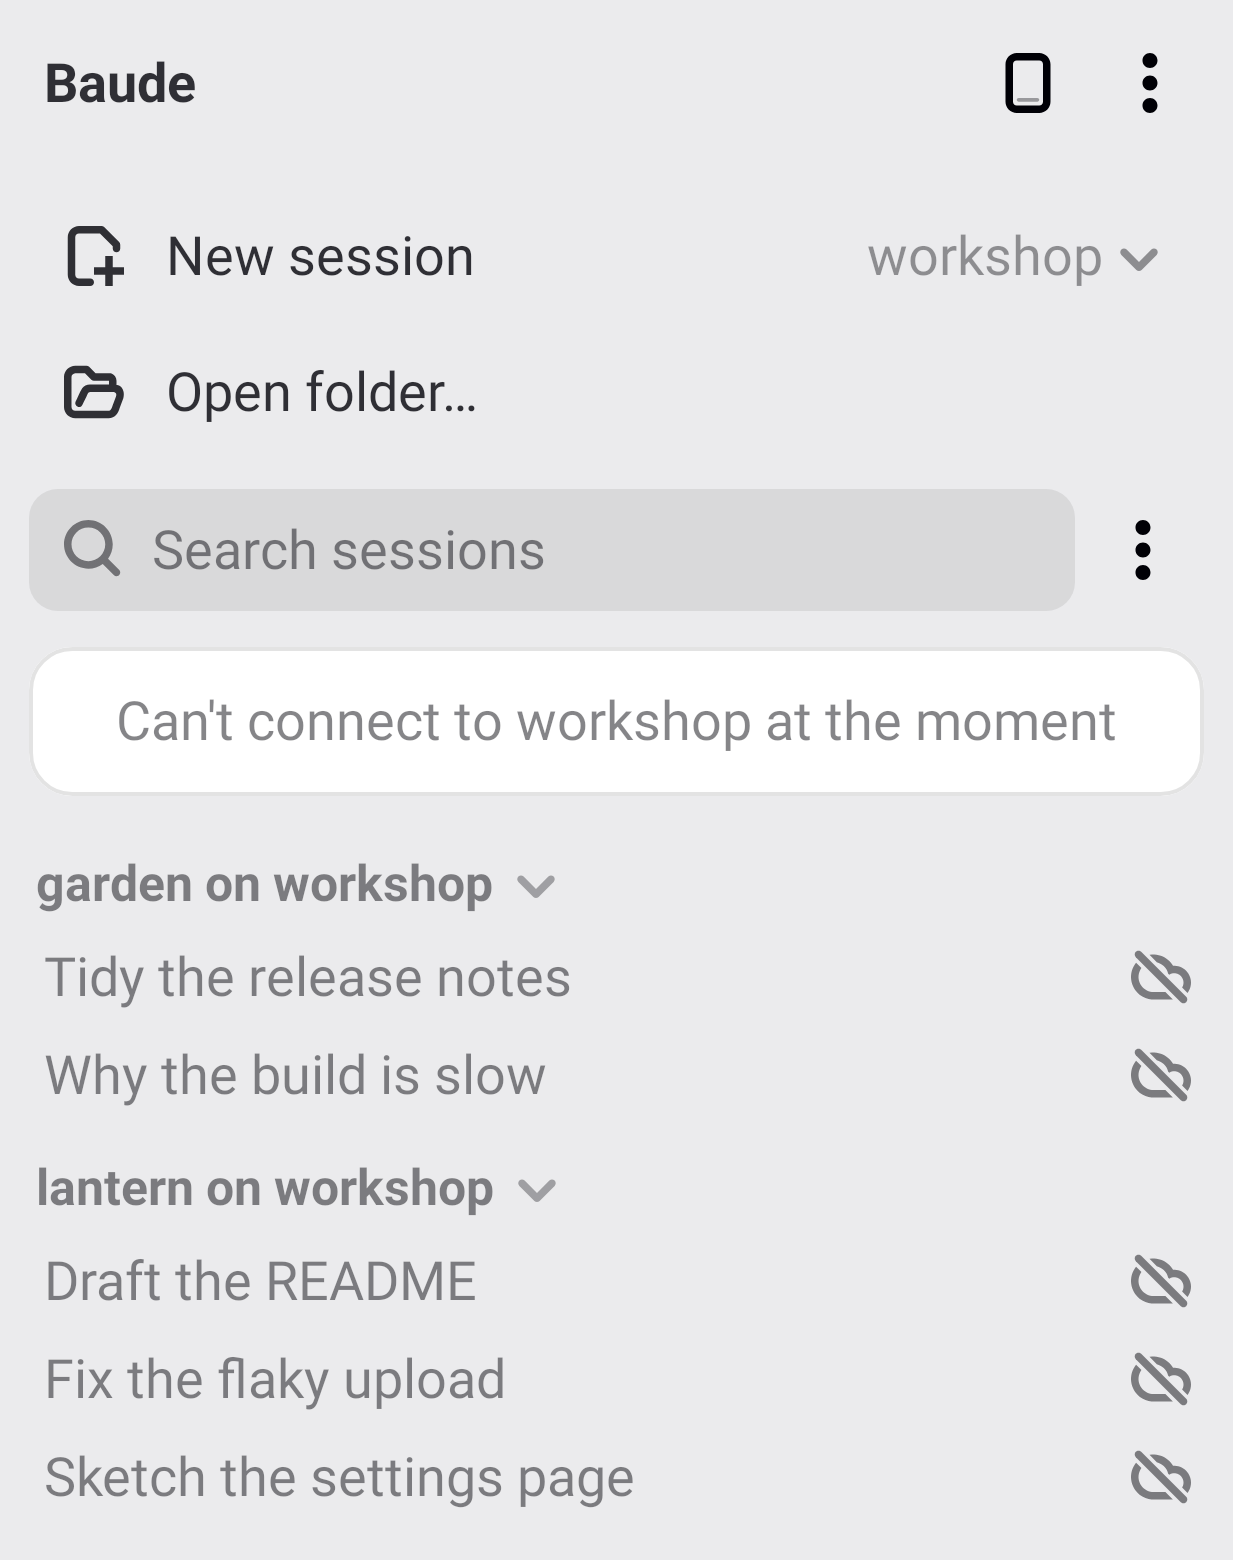 Baude
New session
workshop
Open folder…
Search sessions
Can't connect to workshop at the moment
garden on workshop
Tidy the release notes
Why the build is slow
lantern on workshop
Draft the README
Fix the flaky upload
Sketch the settings page